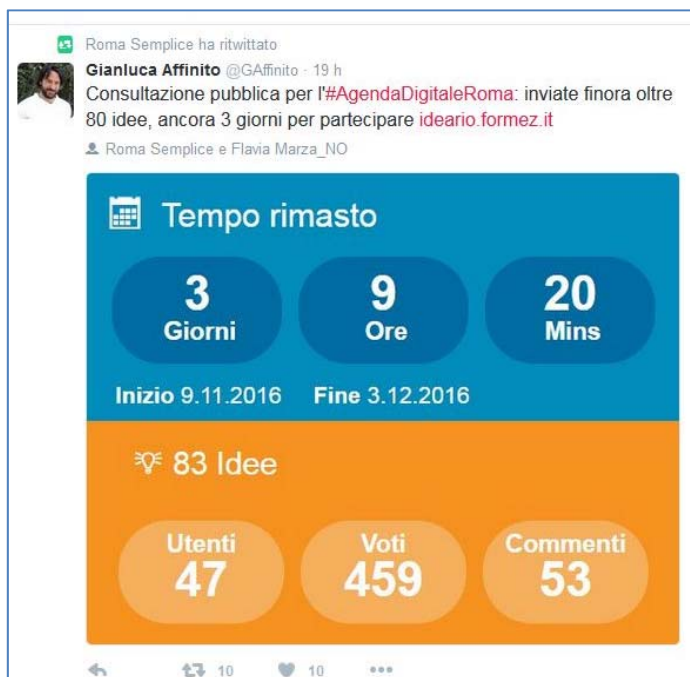 Roma Semplice ha ritwittato
Gianluca Affinito @GAffinito · 19 h
Consultazione pubblica per l'#AgendaDigitaleRoma: inviate finora oltre
80 idee, ancora 3 giorni per partecipare ideario.formez.it
Roma Semplice e Flavia Marza_NO
Tempo rimasto
3 9 20
Giorni Ore Mins
Inizio 9.11.2016 Fine 3.12.2016
83 Idee
Utenti Voti Commenti
47 459 53
10 10